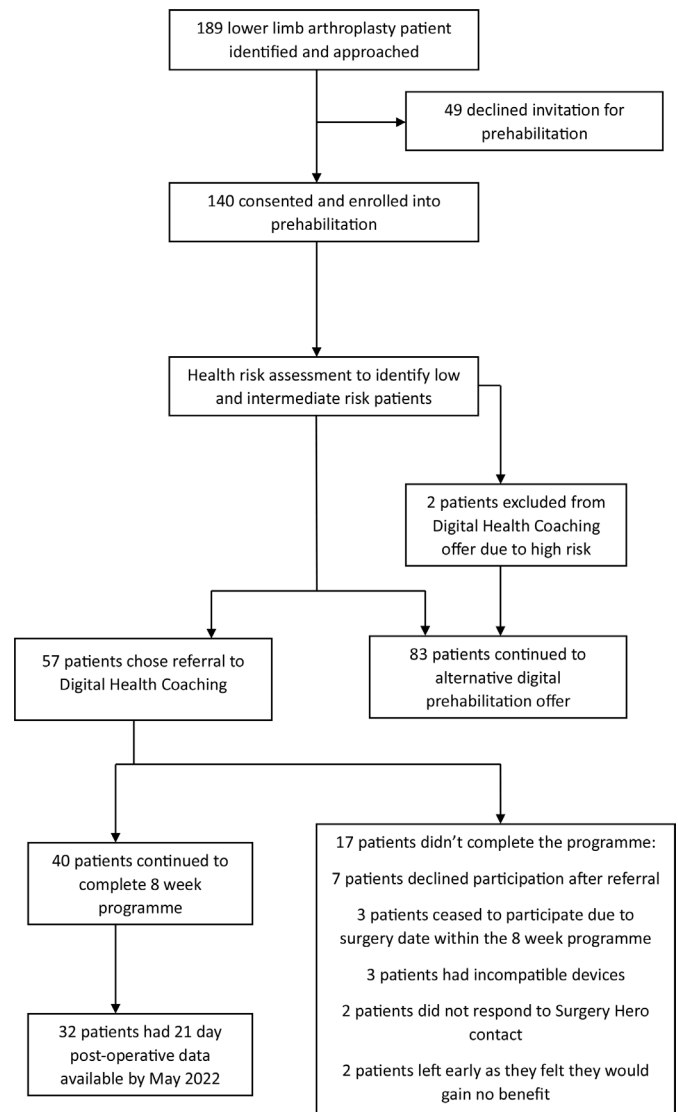 189 lower limb arthroplasty patient
identified and approached
49 declined invitation for
prehabilitation
140 consented and enrolled into
prehabilitation
Health risk assessment to identify low
and intermediate risk patients
2 patients excluded from
Digital Health Coaching
offer due to high risk
57 patients chose referral to
Digital Health Coaching
83 patients continued to
alternative digital
prehabilitation offer
40 patients continued to
complete 8 week
programme
17 patients didn’t complete the programme:
7 patients declined participation after referral
3 patients ceased to participate due to
surgery date within the 8 week programme
3 patients had incompatible devices
2 patients did not respond to Surgery Hero
contact
2 patients left early as they felt they would
gain no benefit
32 patients had 21 day
post-operative data
available by May 2022